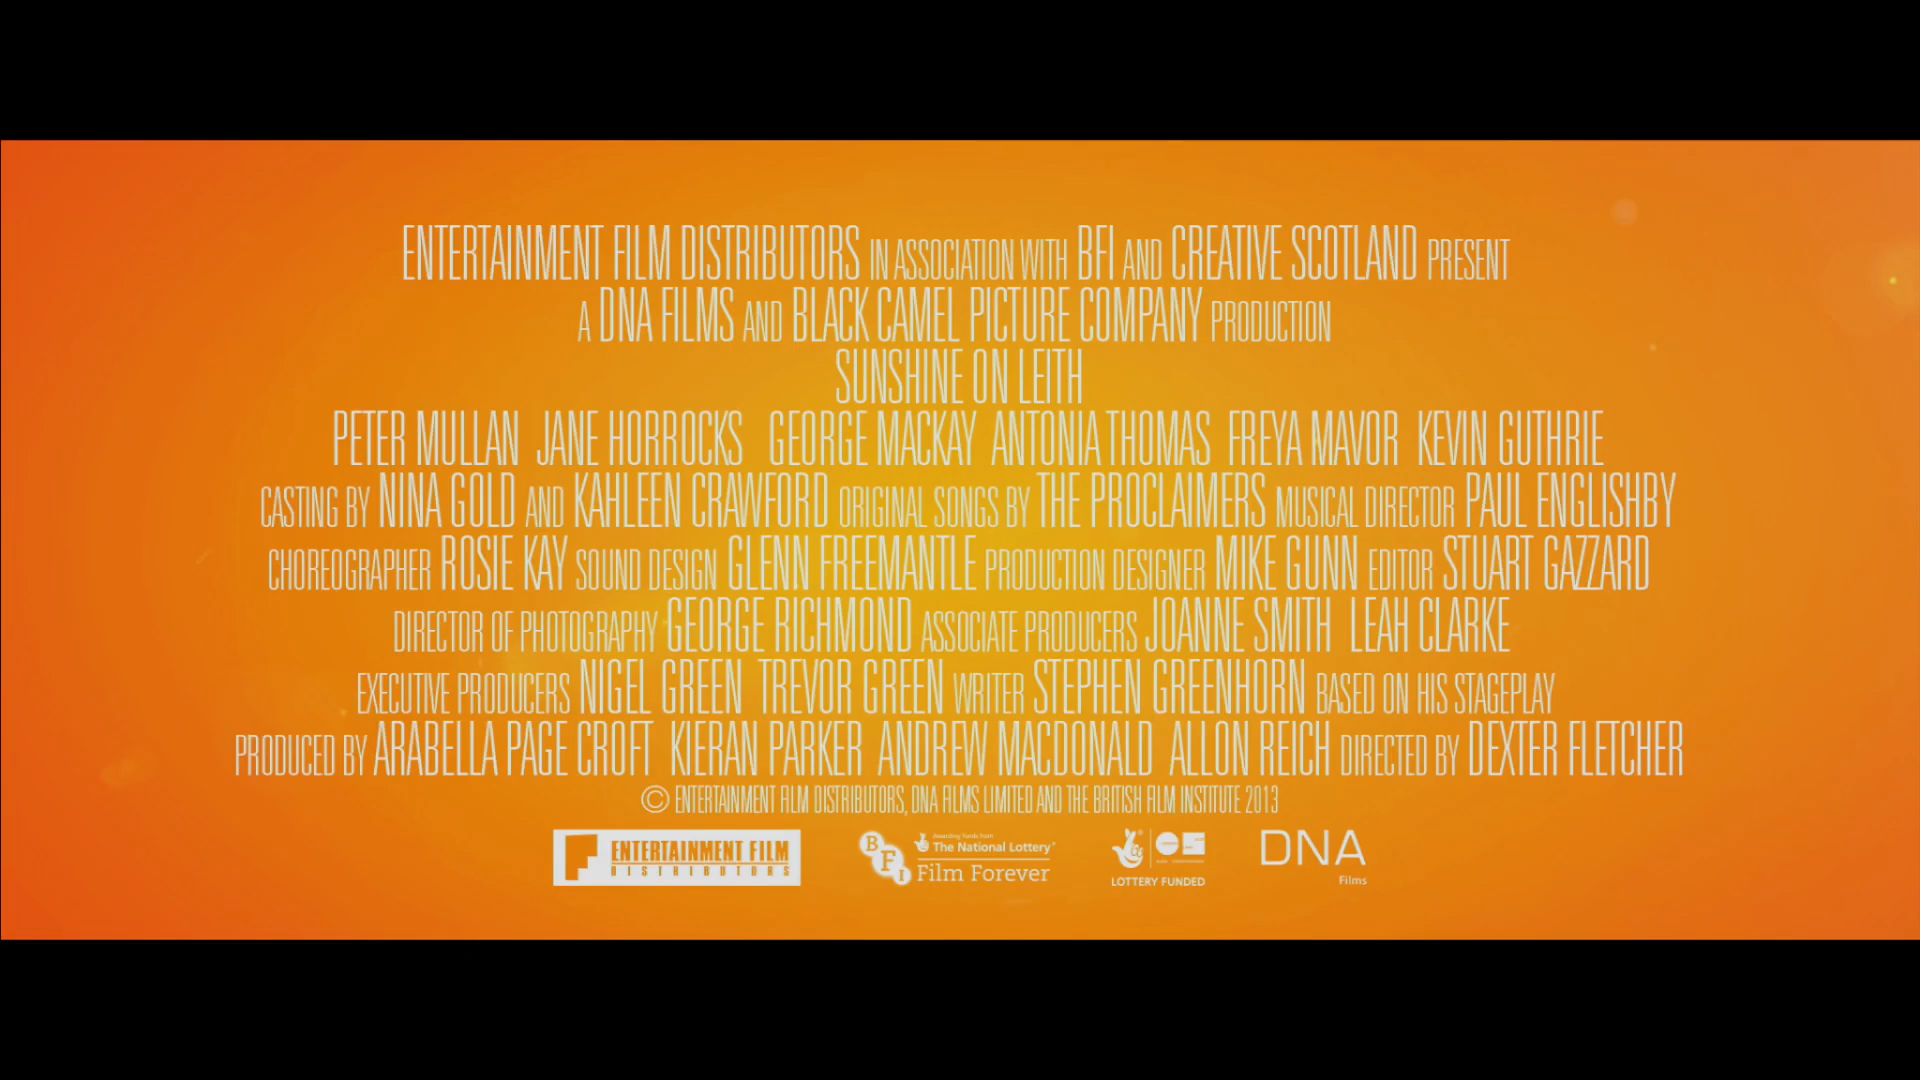 ENTERTAINMENT FILM DISTRIBUTORS IN ASSOCIATION WITH BFI AND CREATIVE SCOTLAND PRESENT
A DNA FILMS AND BLACK CAMEL PICTURE COMPANY PRODUCTION
SUNSHINE ON LEITH
PETER MULLAN JANE HORROCKS GEORGE MACKAY ANTONIA THOMAS FREYA MAVOR KEVIN GUTHRIE
CASTING BY NINA GOLD AND KAHLEEN CRAWFORD ORIGINAL SONGS BY THE PROCLAIMERS MUSICAL DIRECTOR PAUL ENGLISHBY
CHOREOGRAPHER ROSIE KAY SOUND DESIGN GLENN FREEMANTLE PRODUCTION DESIGNER MIKE GUNN EDITOR STUART GAZZARD
DIRECTOR OF PHOTOGRAPHY GEORGE RICHMOND ASSOCIATE PRODUCERS JOANNE SMITH LEAH CLARKE
EXECUTIVE PRODUCERS NIGEL GREEN TREVOR GREEN WRITER STEPHEN GREENHORN BASED ON HIS STAGEPLAY
PRODUCED BY ARABELLA PAGE CROFT KIERAN PARKER ANDREW MACDONALD ALLON REICH DIRECTED BY DEXTER FLETCHER
© ENTERTAINMENT FILM DISTRIBUTORS, DNA FILMS LIMITED AND THE BRITISH FILM INSTITUTE 2013
ENTERTAINMENT FILM
DISTRIBUTORS
BFI
Awarding funds from
The National Lottery®
Film Forever
LOTTERY FUNDED
DNA
Films